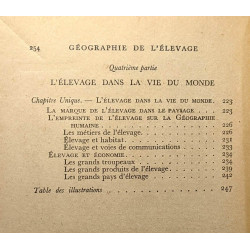 254 GÉOGRAPHIE DE L'ÉLEVAGE
Quatrième partie
L'ÉLEVAGE DANS LA VIE DU MONDE
Chapitre Unique. — L'ÉLEVAGE DANS LA VIE DU MONDE. 223
LA MARQUE DE L'ÉLEVAGE DANS LE PAYSAGE .... 223
L'EMPREINTE DE L'ÉLEVAGE SUR LA GÉOGRAPHIE
HUMAINE 226
Les métiers de l'élevage 226
Élevage et habitat 231
Élevage et voies de communications 231
ÉLEVAGE ET ÉCONOMIE 234
Les grands troupeaux 234
Les grands produits de l'élevage 239
Les grands pays d'élevage 242
Table des illustrations 247